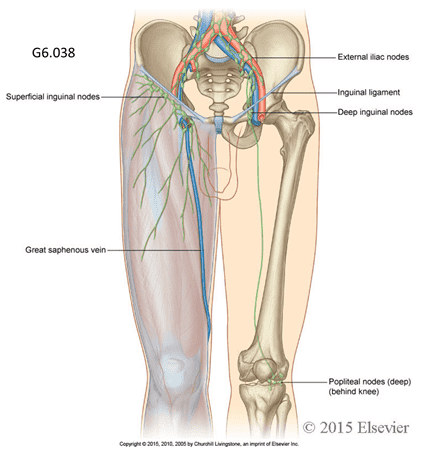 G6.038
External iliac nodes
Superficial inguinal nodes
Inguinal ligament
Deep inguinal nodes
Great saphenous vein
Popliteal nodes (deep)
(behind knee)
© 2015 Elsevier
Copyright © 2015, 2010, 2005 by Churchill Livingstone, an imprint of Elsevier Inc.